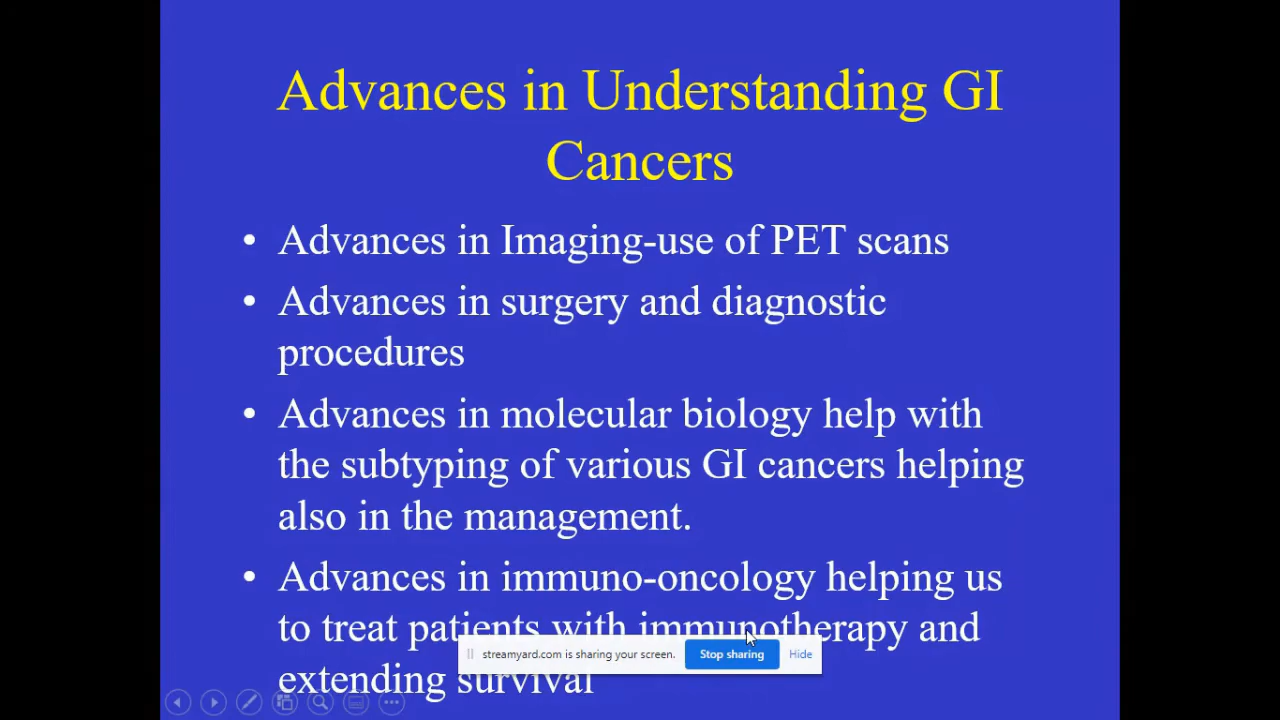 Advances in Understanding GI
Cancers
• Advances in Imaging-use of PET scans
• Advances in surgery and diagnostic
procedures
• Advances in molecular biology help with
the subtyping of various GI cancers helping
also in the management.
• Advances in immuno-oncology helping us
to treat patients with immunotherapy and
streamyard.com is sharing your screen. Stop sharing Hide
extending survival